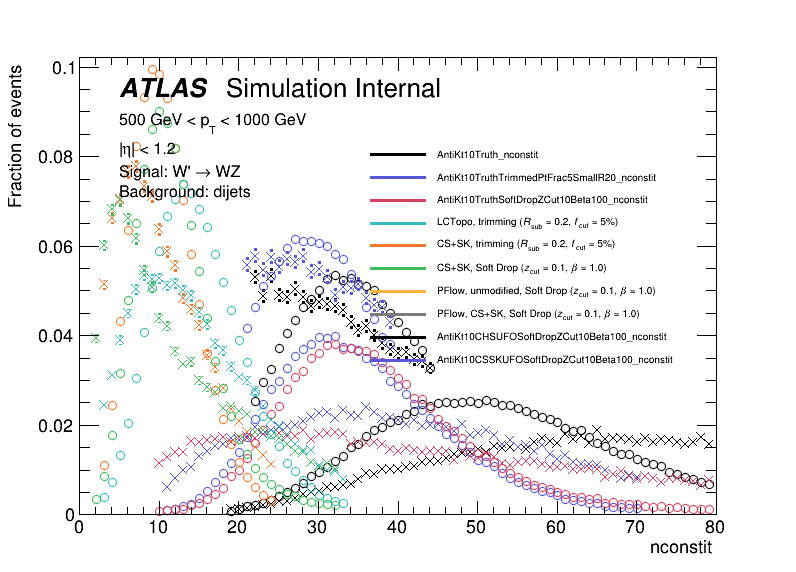 ATLAS Simulation Internal
500 GeV < p_T < 1000 GeV
|η| < 1.2
Signal: W' → WZ
Background: dijets
AntiKt10Truth_nconstit
AntiKt10TruthTrimmedPtFrac5SmallR20_nconstit
AntiKt10TruthSoftDropZCut10Beta100_nconstit
LCTopo, trimming (R_sub = 0.2, f_cut = 5%)
CS+SK, trimming (R_sub = 0.2, f_cut = 5%)
CS+SK, Soft Drop (z_cut = 0.1, β = 1.0)
PFlow, unmodified, Soft Drop (z_cut = 0.1, β = 1.0)
PFlow, CS+SK, Soft Drop (z_cut = 0.1, β = 1.0)
AntiKt10CHSUFOSoftDropZCut10Beta100_nconstit
AntiKt10CSSKUFOSoftDropZCut10Beta100_nconstit
Fraction of events
0.1
0.08
0.06
0.04
0.02
0
0 10 20 30 40 50 60 70 80
nconstit